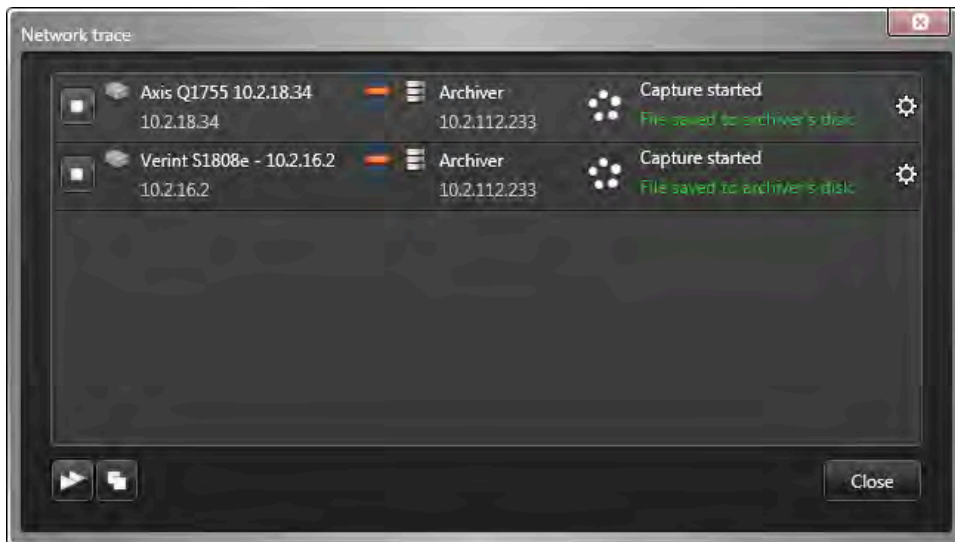 Network trace
Axis Q1755 10.2.18.34
Archiver
Capture started
10.2.18.34
10.2.112.233
File saved to archiver's disk.
Verint S1808e - 10.2.16.2
Archiver
Capture started
10.2.16.2
10.2.112.233
File saved to archiver's disk.
Close